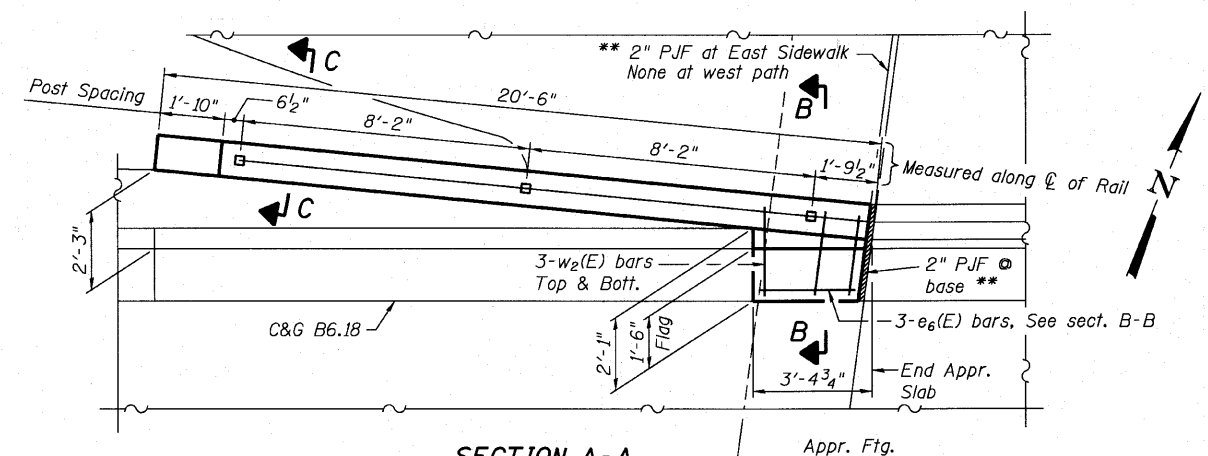 C
** 2" PJF at East Sidewalk
None at west path
B
Post Spacing
20'-6"
1'-10"
6½"
8'-2"
8'-2"
1'-9½"
Measured along ℄ of Rail
N
C
2'-3"
3-w₂(E) bars
Top & Bott.
2" PJF @
base **
C&G B6.18
2'-1"
1'-6"
Flag
B
3-e₆(E) bars, See sect. B-B
3'-4¾"
End Appr.
Slab
SECTION A-A
Appr. Ftg.